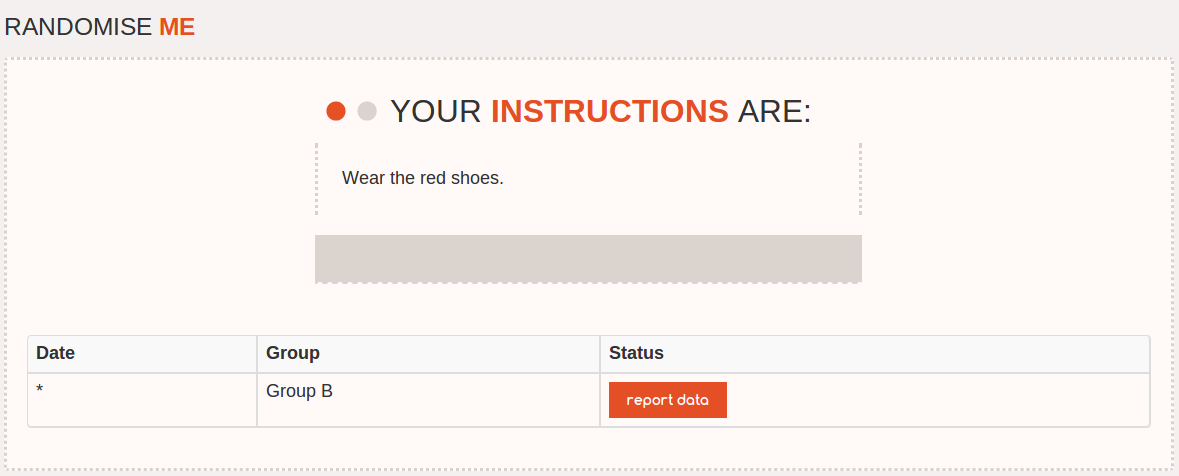 RANDOMISE ME
YOUR INSTRUCTIONS ARE:
Wear the red shoes.
Date Group Status
* Group B report data